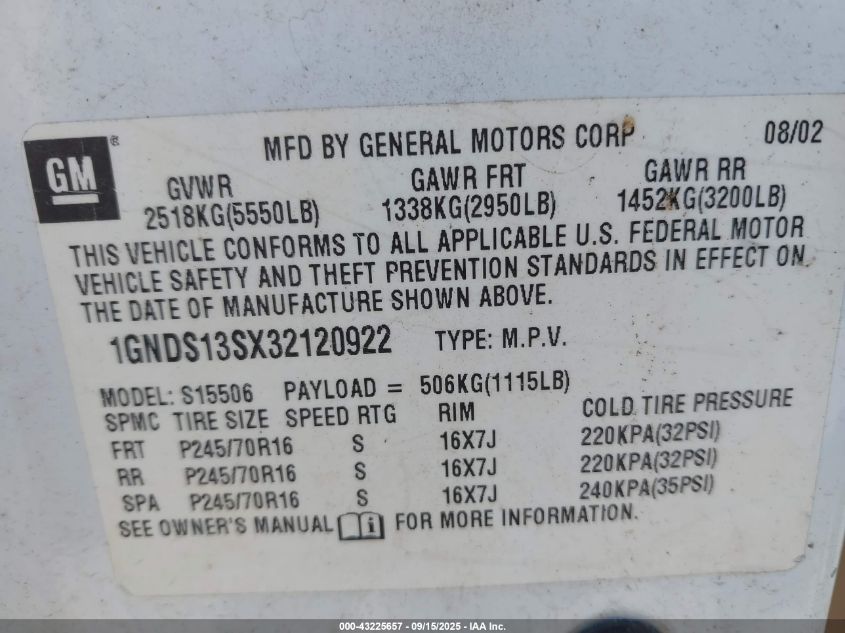 GM ®
MFD BY GENERAL MOTORS CORP 08/02
GVWR GAWR FRT GAWR RR
2518KG(5550LB) 1338KG(2950LB) 1452KG(3200LB)
THIS VEHICLE CONFORMS TO ALL APPLICABLE U.S. FEDERAL MOTOR
VEHICLE SAFETY AND THEFT PREVENTION STANDARDS IN EFFECT ON
THE DATE OF MANUFACTURE SHOWN ABOVE.
1GNDS13SX32120922 TYPE: M.P.V.
MODEL: S15506 PAYLOAD = 506KG(1115LB)
SPMC TIRE SIZE SPEED RTG RIM COLD TIRE PRESSURE
FRT P245/70R16 S 16X7J 220KPA(32PSI)
RR P245/70R16 S 16X7J 220KPA(32PSI)
SPA P245/70R16 S 16X7J 240KPA(35PSI)
SEE OWNER'S MANUAL i FOR MORE INFORMATION.
000-43225657 - 09/15/2025 - IAA Inc.